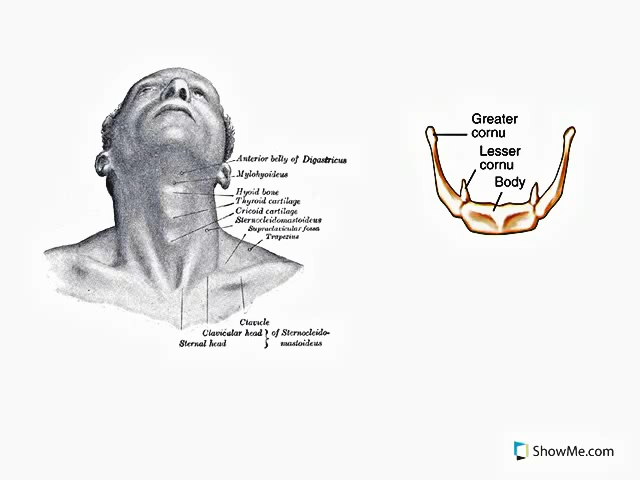 Anterior belly of Digastricus
Mylohyoideus
Hyoid bone
Thyroid cartilage
Cricoid cartilage
Sternocleidomastoideus
Supraclavicular fossa
Trapezius
Clavicle
Clavicular head } of Sternocleido-
Sternal head } mastoideus
Greater
cornu
Lesser
cornu
Body
ShowMe.com